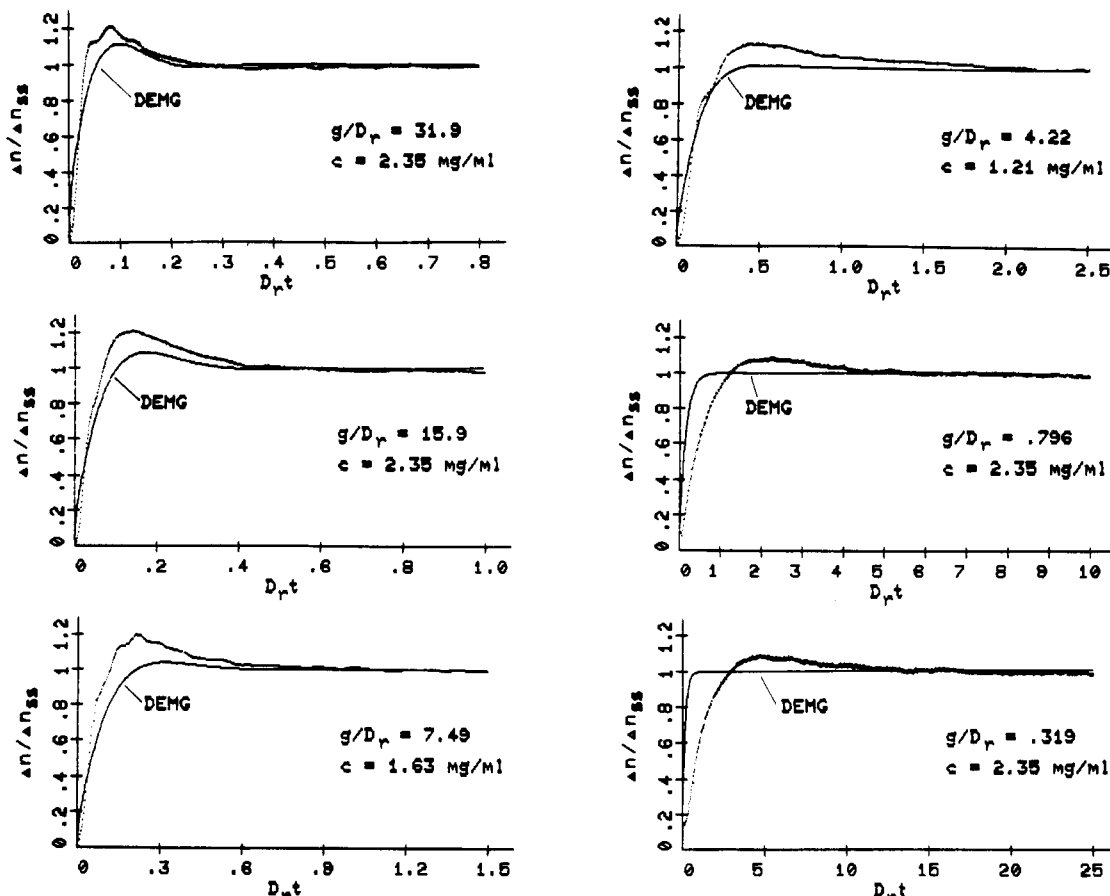 1.2
1
.8
.6
.4
.2
0
Δn/Δnss
DEMG
g/Dr = 31.9
c = 2.35 mg/ml
0 .1 .2 .3 .4 .5 .6 .7 .8
Drt
1.2
1
.8
.6
.4
.2
0
Δn/Δnss
DEMG
g/Dr = 4.22
c = 1.21 mg/ml
0 .5 1.0 1.5 2.0 2.5
Drt
1.2
1
.8
.6
.4
.2
0
Δn/Δnss
DEMG
g/Dr = 15.9
c = 2.35 mg/ml
0 .2 .4 .6 .8 1.0
Drt
1.2
1
.8
.6
.4
.2
0
Δn/Δnss
DEMG
g/Dr = .796
c = 2.35 mg/ml
0 1 2 3 4 5 6 7 8 9 10
Drt
1.2
1
.8
.6
.4
.2
0
Δn/Δnss
DEMG
g/Dr = 7.49
c = 1.63 mg/ml
0 .3 .6 .9 1.2 1.5
Drt
1.2
1
.8
.6
.4
.2
0
Δn/Δnss
DEMG
g/Dr = .319
c = 2.35 mg/ml
0 5 10 15 20 25
Drt